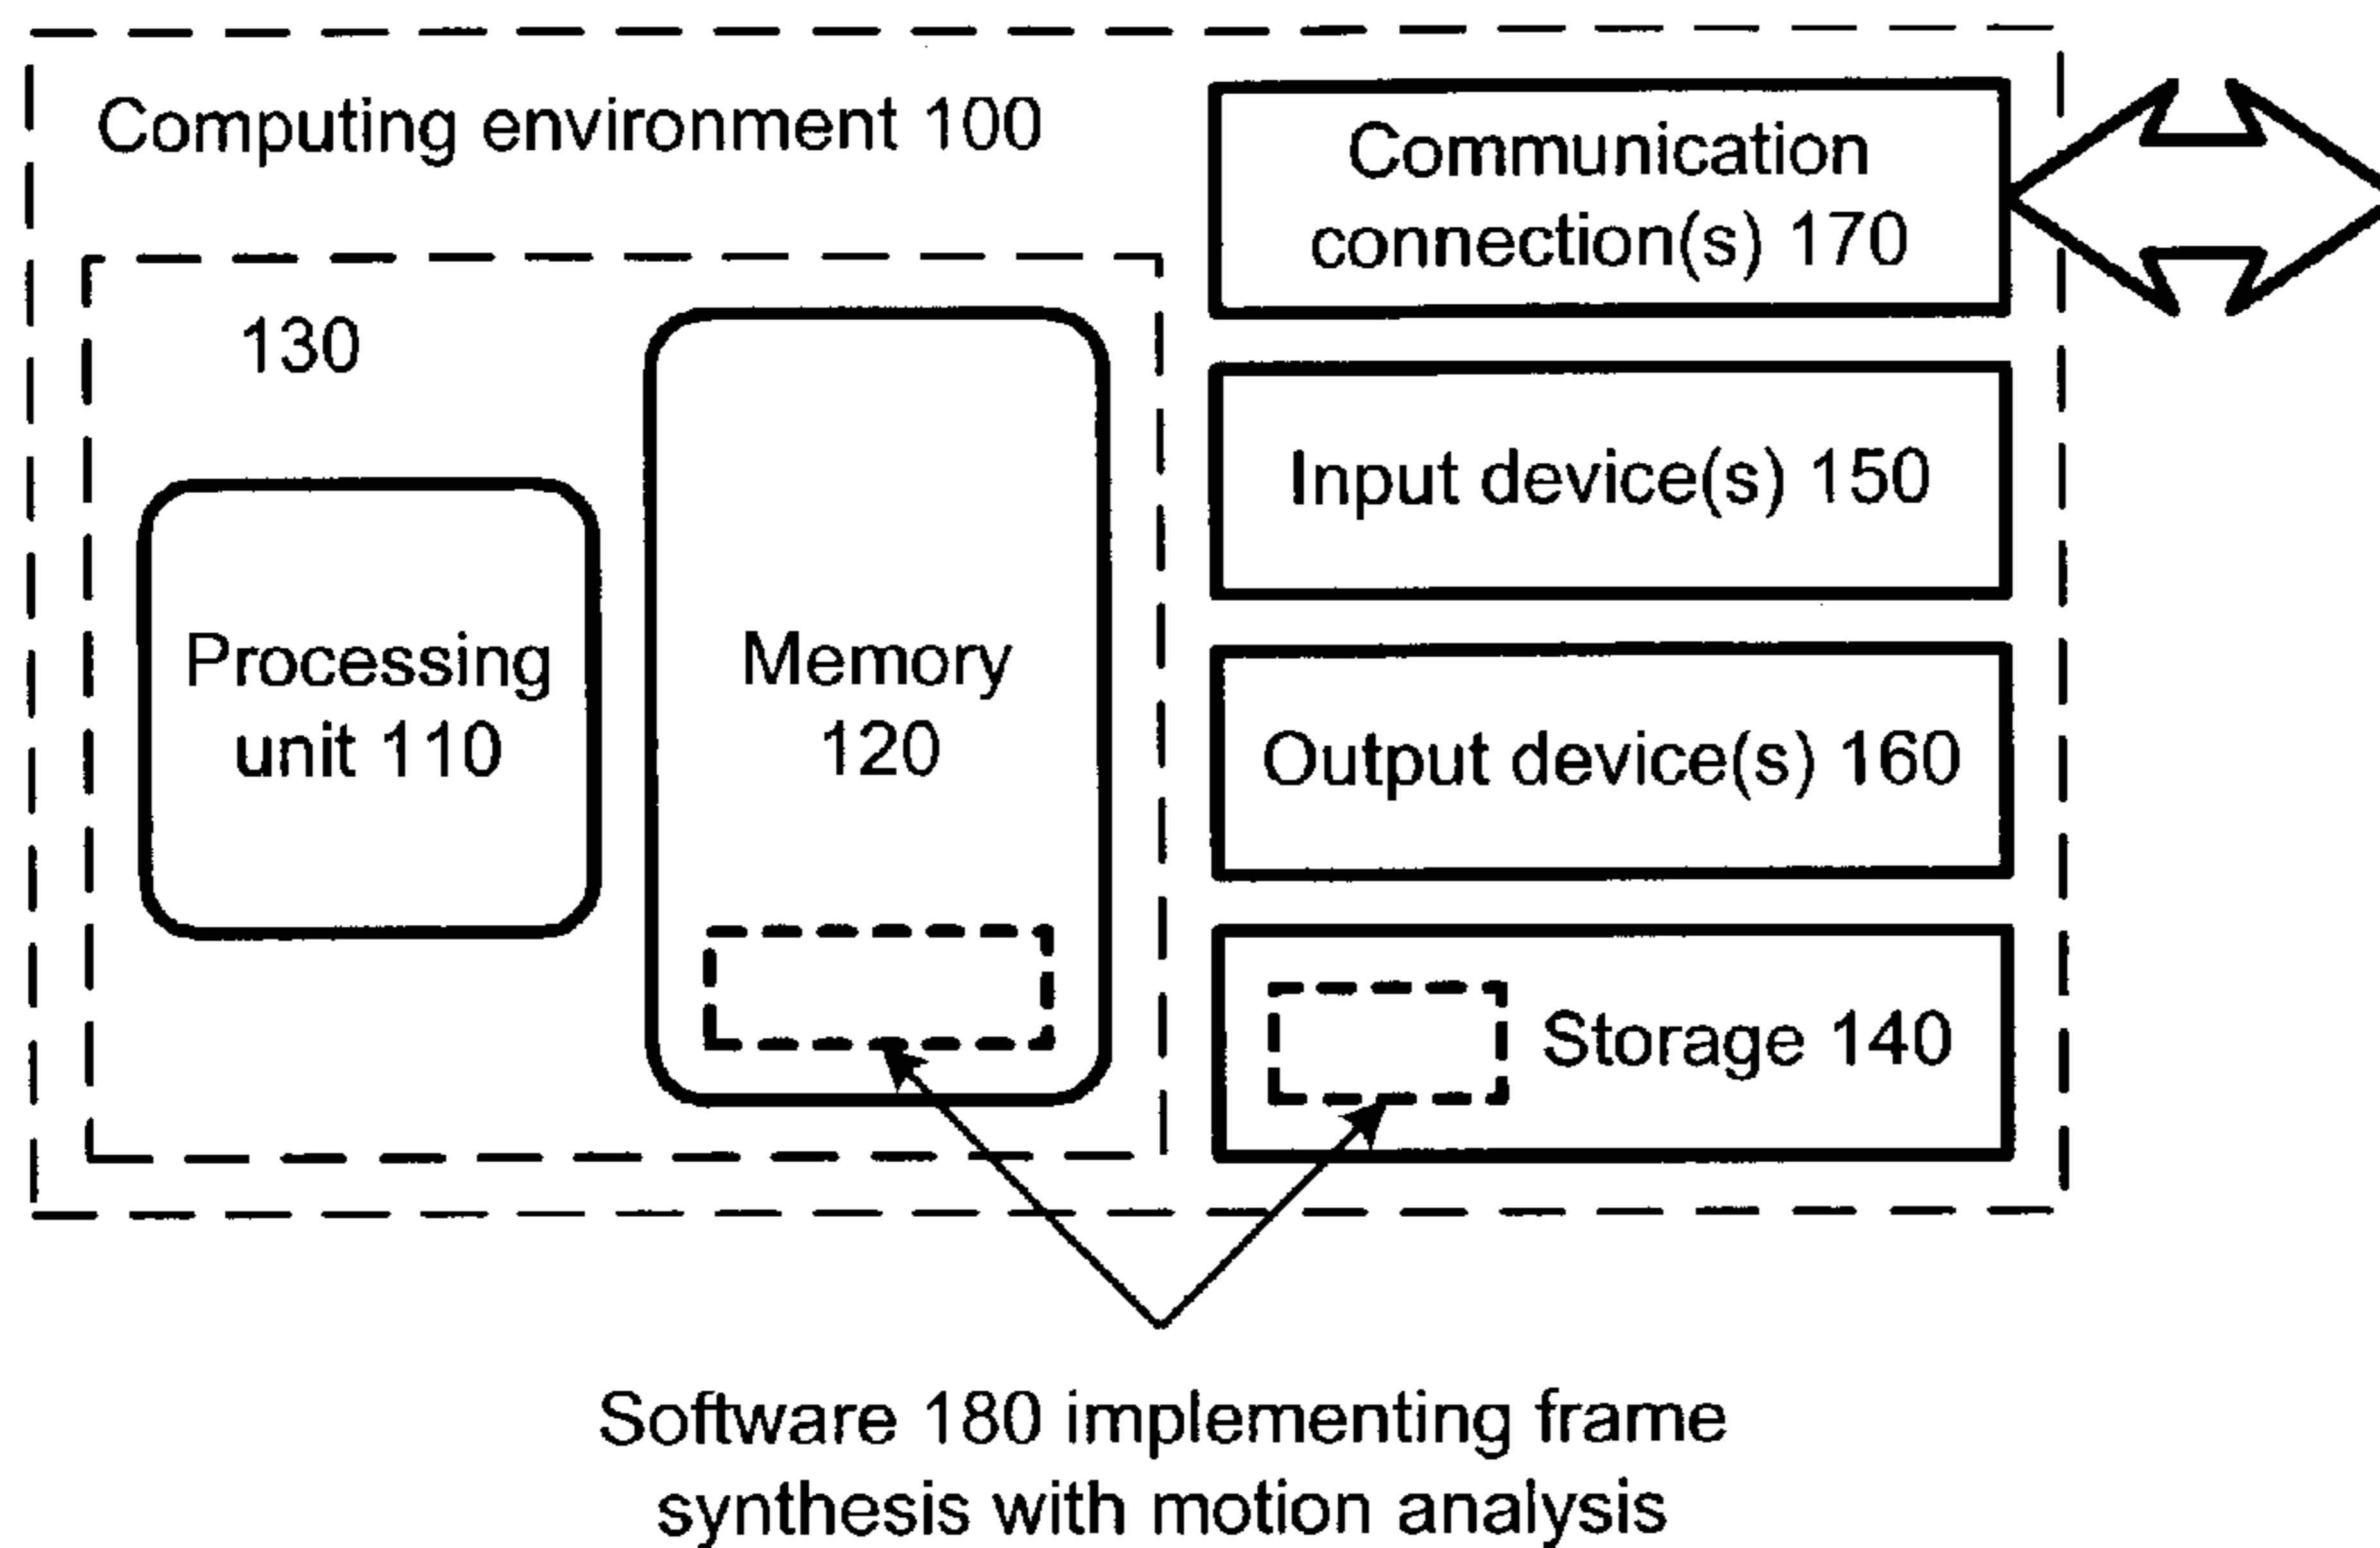 Computing environment 100
130
Processing
unit 110
Memory
120
Communication
connection(s) 170
Input device(s) 150
Output device(s) 160
Storage 140
Software 180 implementing frame
synthesis with motion analysis